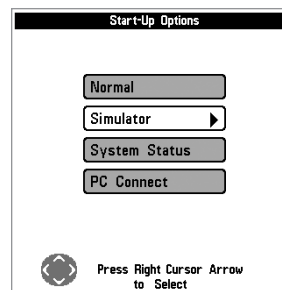 Start-Up Options
Normal
Simulator
System Status
PC Connect
Press Right Cursor Arrow
to Select